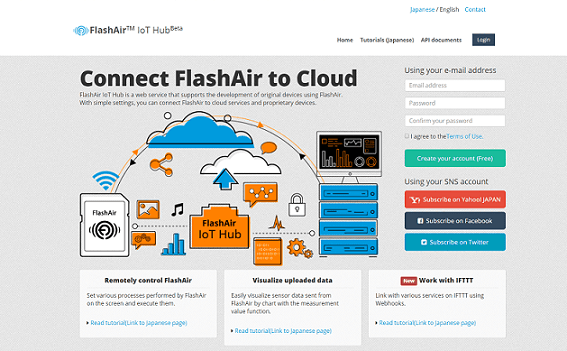 Japanese / English Contact
FlashAir™ IoT HubBeta
Home Tutorials (Japanese) API documents Login
Connect FlashAir to Cloud
FlashAir IoT Hub is a web service that supports the development of original devices using FlashAir.
With simple settings, you can connect FlashAir to cloud services and proprietary devices.
FlashAir
FlashAir
IoT Hub
Using your e-mail address
Email address
Password
Confirm your password
I agree to theTerms of Use.
Create your account (Free)
Using your SNS account
Subscribe on Yahoo! JAPAN
Subscribe on Facebook
Subscribe on Twitter
Remotely control FlashAir
Set various processes performed by FlashAir
on the screen and execute them.
Read tutorial(Link to Japanese page)
Visualize uploaded data
Easily visualize sensor data sent from
FlashAir by chart with the measurement
value function.
Read tutorial(Link to Japanese page)
New Work with IFTTT
Link with various services on IFTTT using
Webhooks.
Read tutorial(Link to Japanese page)